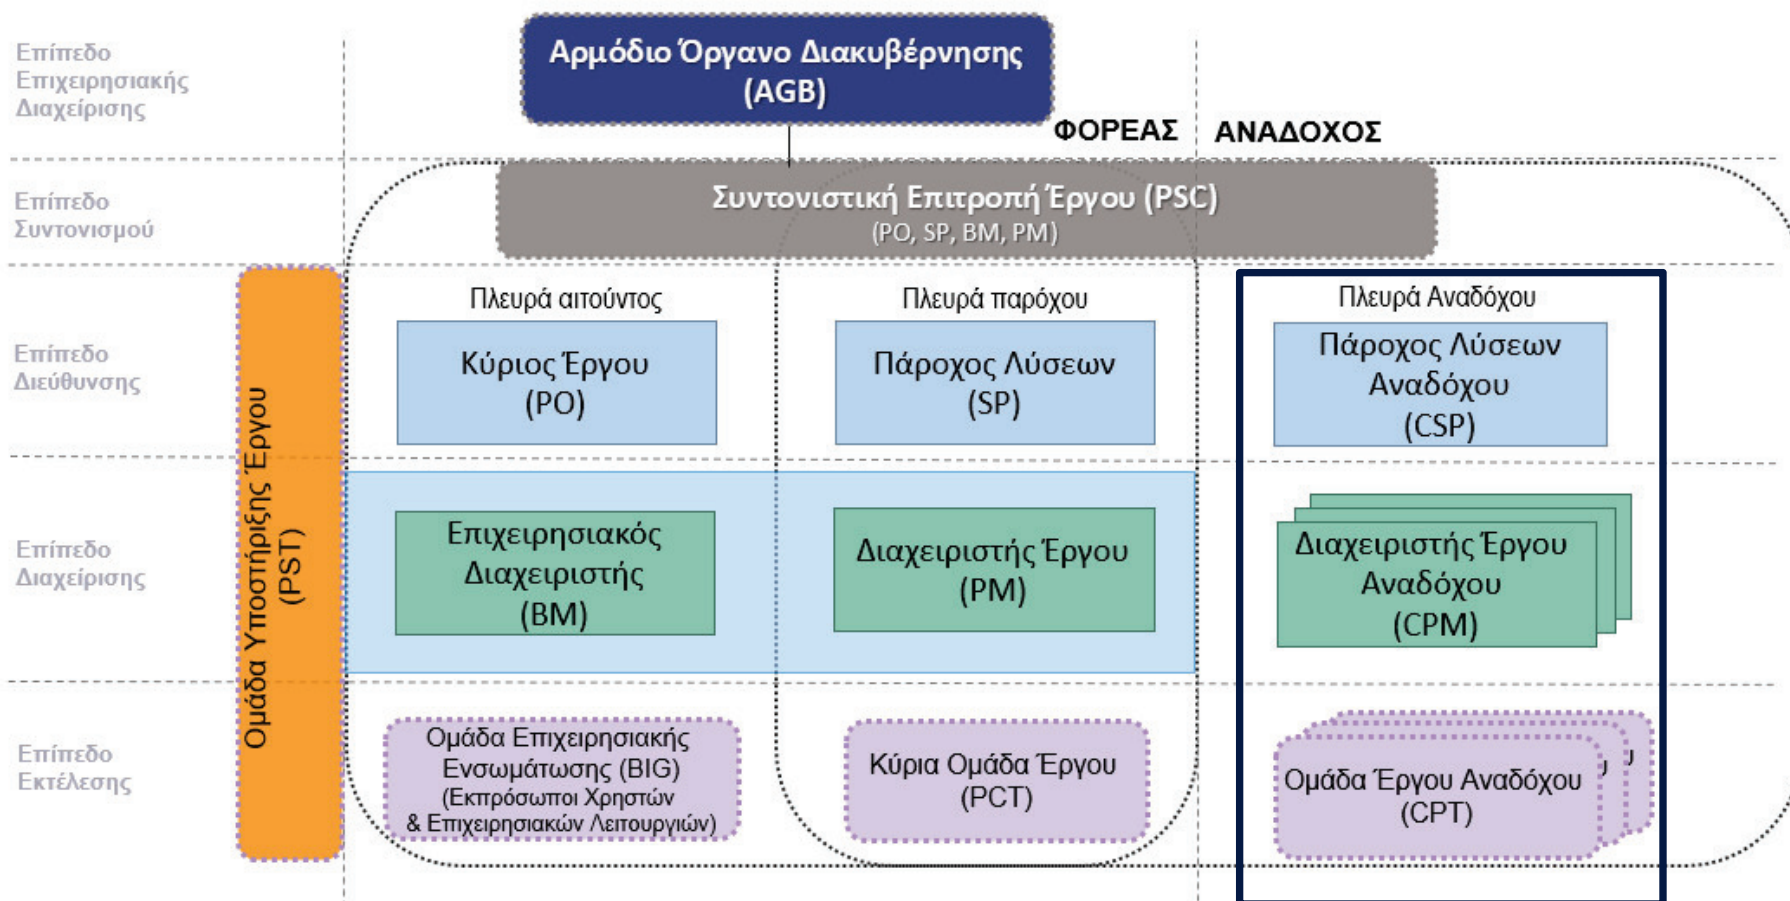 Επίπεδο
Επιχειρησιακής
Διαχείρισης
Αρμόδιο Όργανο Διακυβέρνησης
(AGB)
ΦΟΡΕΑΣ
ΑΝΑΔΟΧΟΣ
Επίπεδο
Συντονισμού
Συντονιστική Επιτροπή Έργου (PSC)
(PO, SP, BM, PM)
Ομάδα Υποστήριξης Έργου
(PST)
Πλευρά αιτούντος
Πλευρά παρόχου
Πλευρά Αναδόχου
Επίπεδο
Διεύθυνσης
Κύριος Έργου
(PO)
Πάροχος Λύσεων
(SP)
Πάροχος Λύσεων
Αναδόχου
(CSP)
Επίπεδο
Διαχείρισης
Επιχειρησιακός
Διαχειριστής
(BM)
Διαχειριστής Έργου
(PM)
Διαχειριστής Έργου
Αναδόχου
(CPM)
Επίπεδο
Εκτέλεσης
Ομάδα Επιχειρησιακής
Ενσωμάτωσης (BIG)
(Εκπρόσωποι Χρηστών
& Επιχειρησιακών Λειτουργιών)
Κύρια Ομάδα Έργου
(PCT)
Ομάδα Έργου Αναδόχου
(CPT)